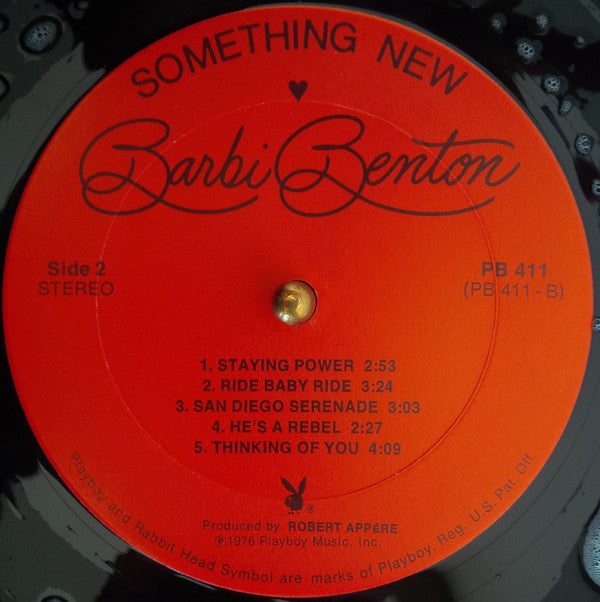 SOMETHING NEW
Barbi Benton
Side 2
STEREO
PB 411
(PB 411-B)
1. STAYING POWER 2:53
2. RIDE BABY RIDE 3:24
3. SAN DIEGO SERENADE 3:03
4. HE'S A REBEL 2:27
5. THINKING OF YOU 4:09
®
Produced by ROBERT APPÉRE
℗1976 Playboy Music, Inc.
Playboy and Rabbit Head Symbol are marks of Playboy. Reg. U.S. Pat. Off.